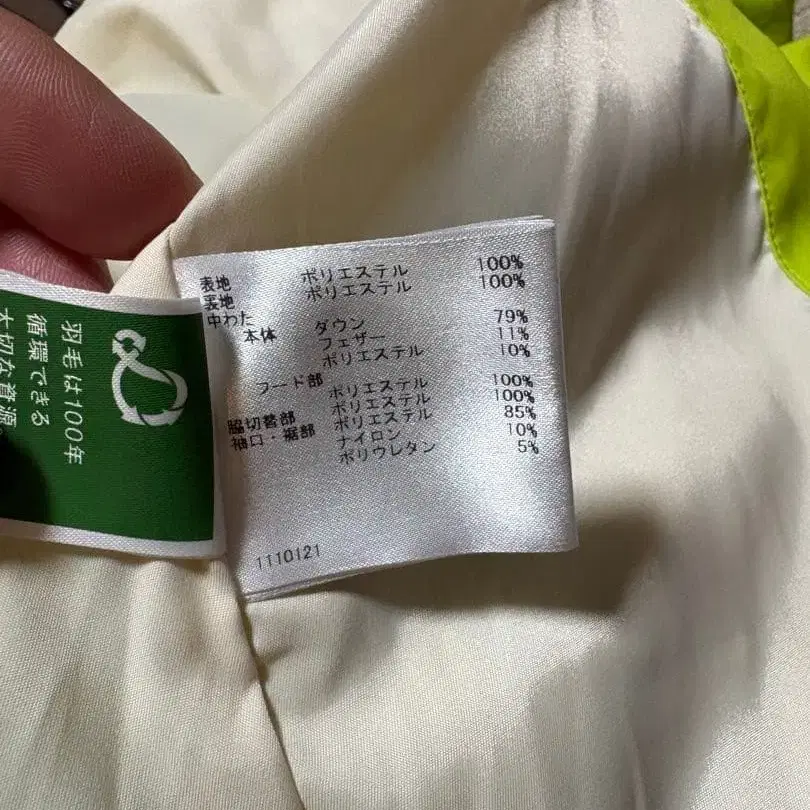 表地 ポリエステル 100%
裏地 ポリエステル 100%
中わた
本体 ダウン 79%
フェザー 11%
ポリエステル 10%
フード部 ポリエステル 100%
脇切替部 ポリエステル 100%
袖口・裾部 ポリエステル 85%
ナイロン 10%
ポリウレタン 5%
1110121
羽毛は100年
循環できる
大切な資源。